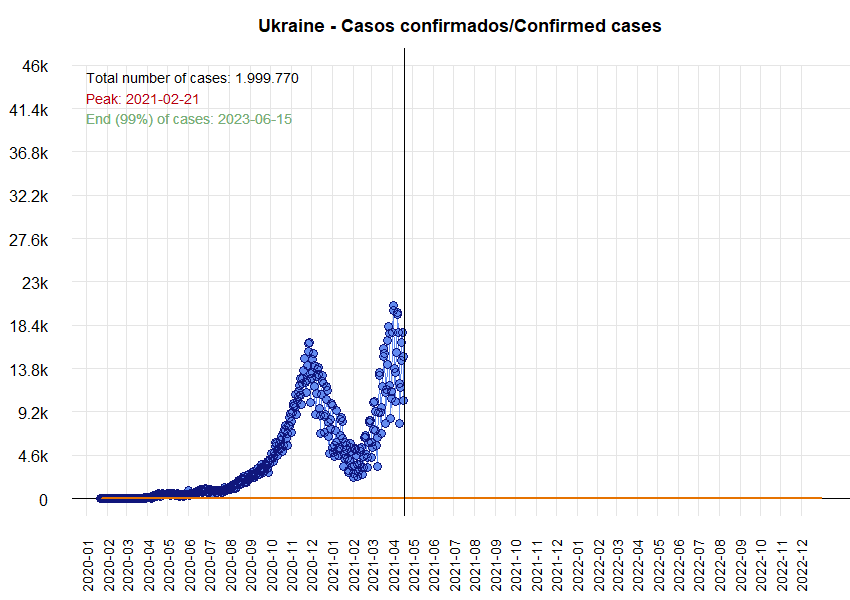 Ukraine - Casos confirmados/Confirmed cases
46k
Total number of cases: 1.999.770
Peak: 2021-02-21
41.4k
End (99%) of cases: 2023-06-15
36.8k
32.2k
27.6k
23k
18.4k
13.8k
9.2k
4.6k
0
2020-01
2020-02
2020-03
2020-04
2020-05
2020-06
2020-07
2020-08
2020-09
2020-10
2020-11
2020-12
2021-01
2021-02
2021-03
2021-04
2021-05
2021-06
2021-07
2021-08
2021-09
2021-10
2021-11
2021-12
2022-01
2022-02
2022-03
2022-04
2022-05
2022-06
2022-07
2022-08
2022-09
2022-10
2022-11
2022-12